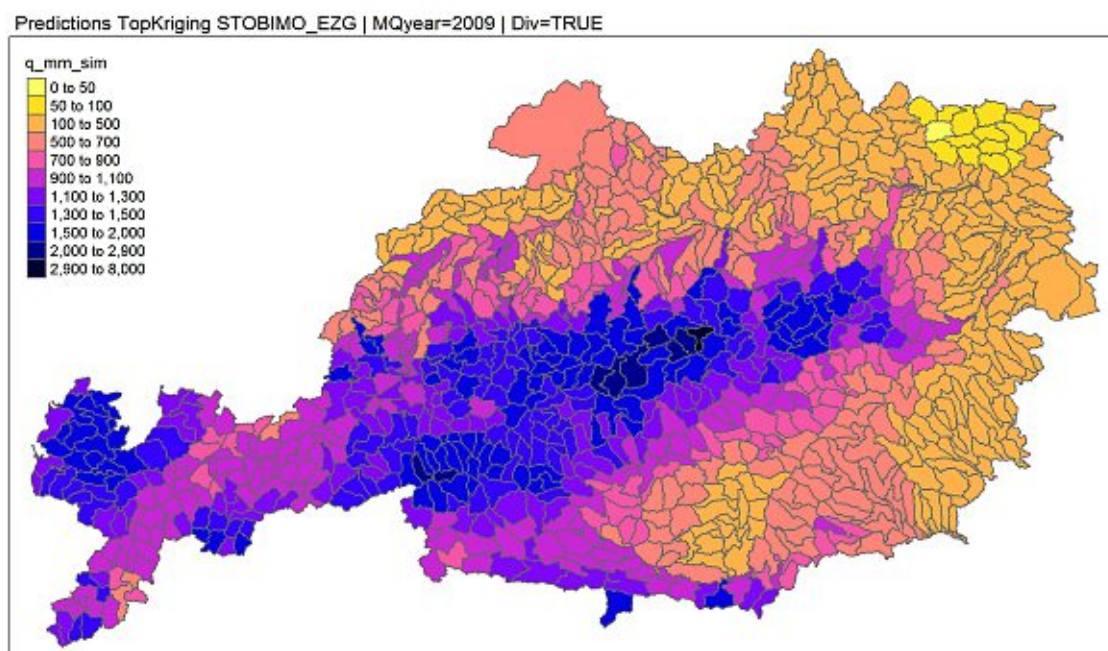 Predictions TopKriging STOBIMO_EZG | MQyear=2009 | Div=TRUE
q_mm_sim
0 to 50
50 to 100
100 to 500
500 to 700
700 to 900
900 to 1,100
1,100 to 1,300
1,300 to 1,500
1,500 to 2,000
2,000 to 2,900
2,900 to 8,000